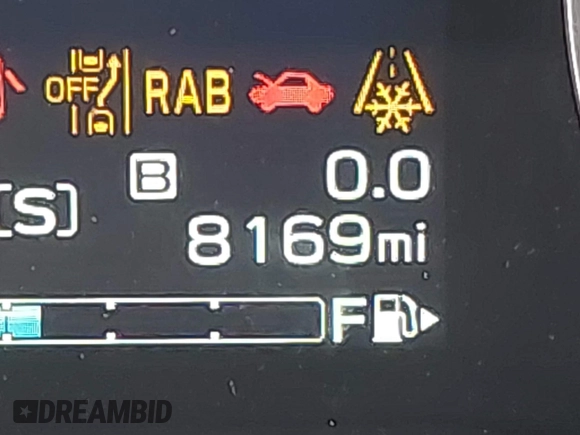 OFF RAB
B 0.0
[S]
8169mi
F
DREAMBID